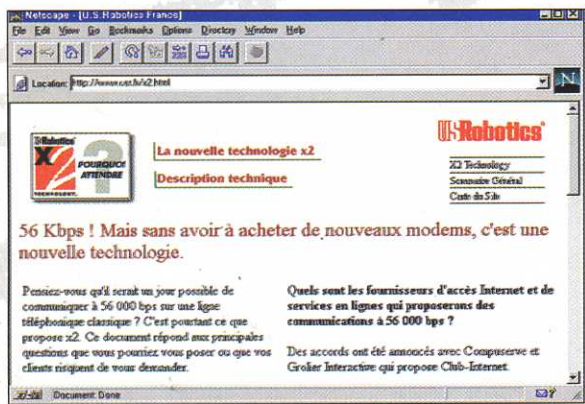 Netscape - [U.S.Robotics France]
File Edit View Go Bookmarks Options Directory Window Help
Location:
N
U.S.Robotics
X2
POURQUOI
ATTENDRE
?
TECHNOLOGY
La nouvelle technologie x2
Description technique
USRobotics
X2 Technology
Sommaire Général
Carte du Site
56 Kbps ! Mais sans avoir à acheter de nouveaux modems, c'est une
nouvelle technologie.
Pensiez-vous qu'il serait un jour possible de
communiquer à 56 000 bps sur une ligne
téléphonique classique ? C'est pourtant ce que
propose x2. Ce document répond aux principales
questions que vous pourriez vous poser ou que vos
clients risquent de vous demander.
Quels sont les fournisseurs d'accès Internet et de
services en lignes qui proposerons des
communications à 56 000 bps ?
Des accords ont été annoncés avec Compuserve et
Grolier Interactive qui propose Club-Internet.
Document: Done